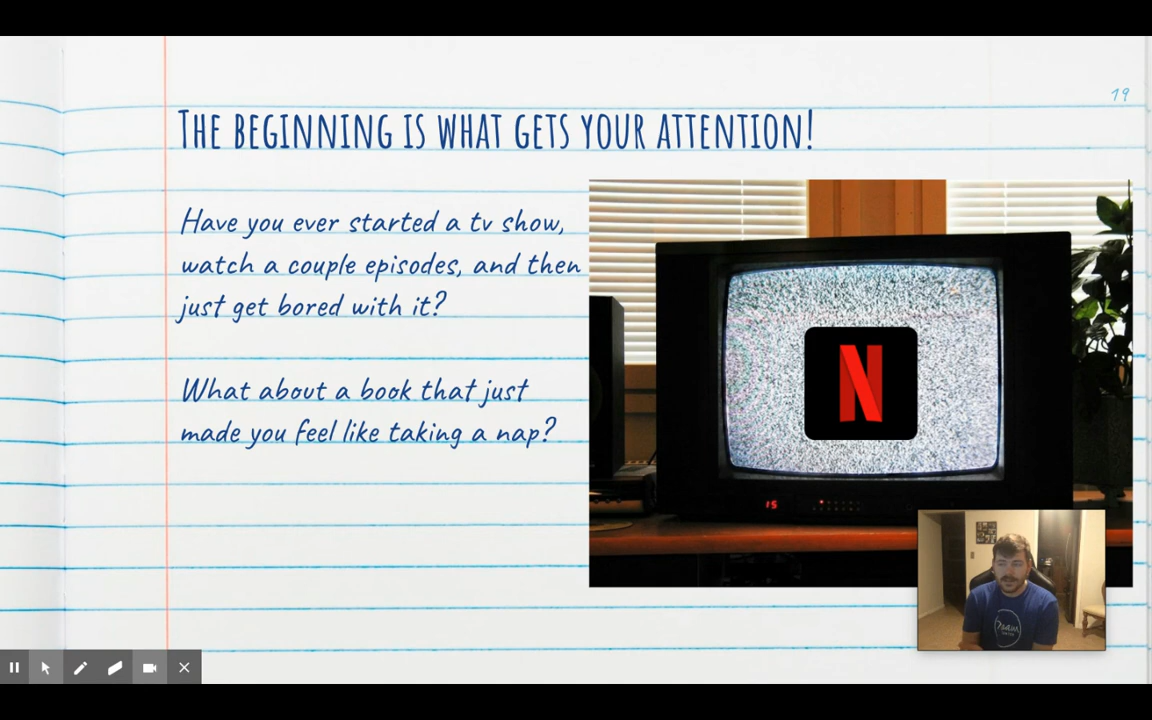 19
The beginning is what gets your attention!
Have you ever started a tv show,
watch a couple episodes, and then
just get bored with it?
What about a book that just
made you feel like taking a nap?
N
15